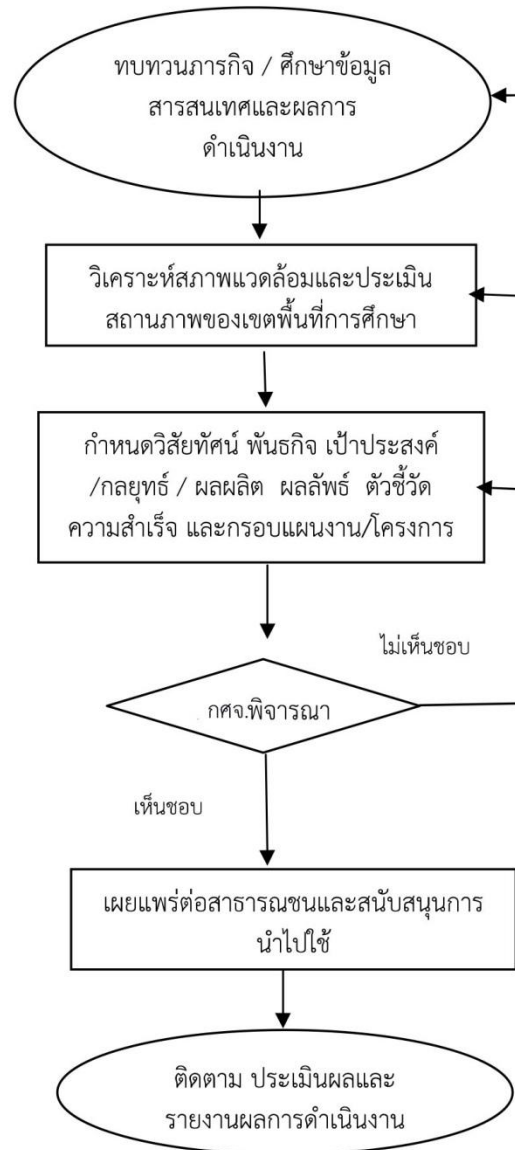 ทบทวนภารกิจ / ศึกษาข้อมูล
สารสนเทศและผลการ
ดำเนินงาน
วิเคราะห์สภาพแวดล้อมและประเมิน
สถานภาพของเขตพื้นที่การศึกษา
กำหนดวิสัยทัศน์ พันธกิจ เป้าประสงค์
/กลยุทธ์ / ผลผลิต ผลลัพธ์ ตัวชี้วัด
ความสำเร็จ และกรอบแผนงาน/โครงการ
ไม่เห็นชอบ
กศจ.พิจารณา
เห็นชอบ
เผยแพร่ต่อสาธารณชนและสนับสนุนการ
นำไปใช้
ติดตาม ประเมินผลและ
รายงานผลการดำเนินงาน